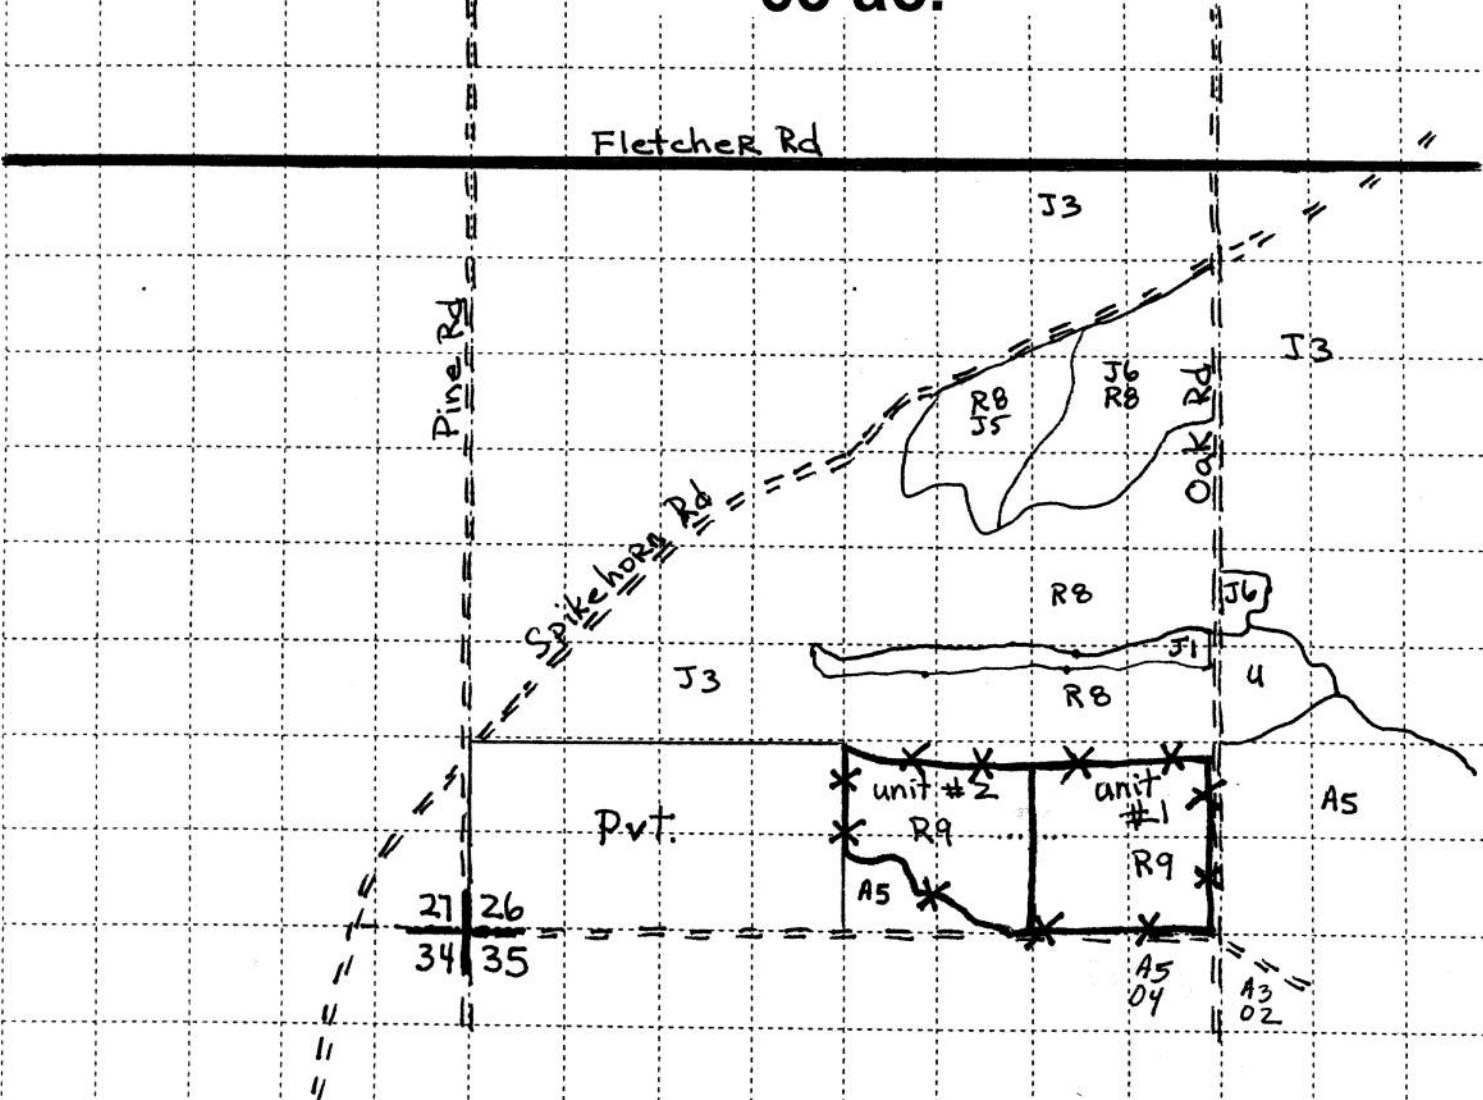 Fletcher Rd
J3
Pine Rd
J3
R8
J5
J6
R8
Oak Rd
Spikehorn Rd
R8
J6
J1
J3
R8
U
unit #2
unit
#1
A5
Pvt.
R9
R9
A5
27 26
34 35
A5
04
A3
02